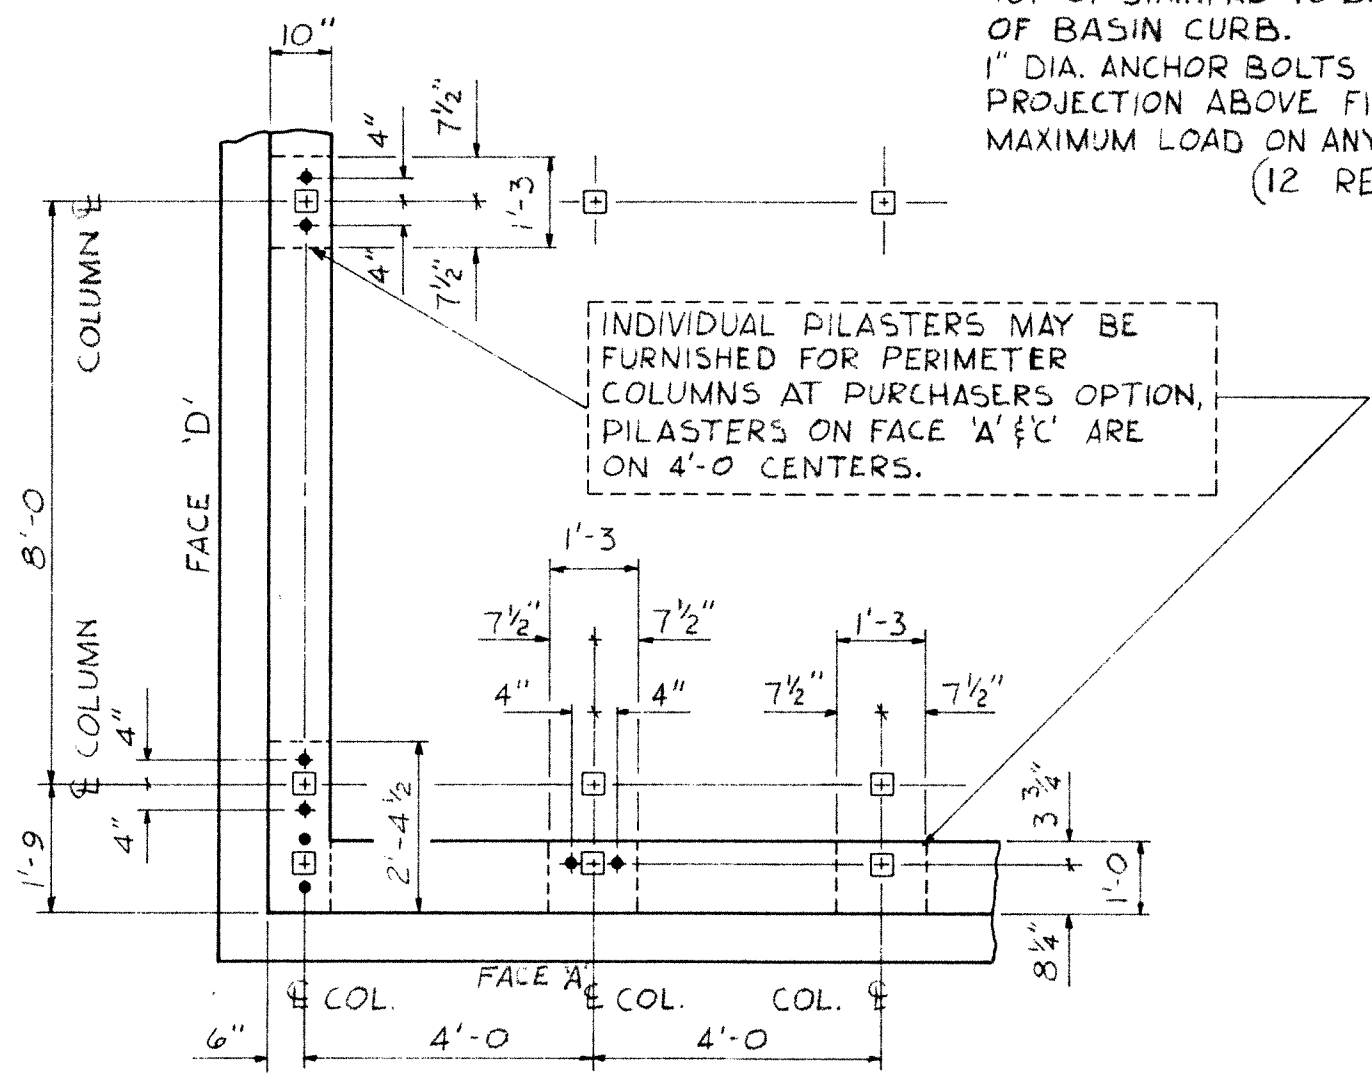 OF BASIN CURB.
1" DIA. ANCHOR BOLTS
PROJECTION ABOVE
MAXIMUM LOAD ON ANY
(12
10"
4"
7½"
1'-3
4"
7½"
COLUMN ℄
INDIVIDUAL PILASTERS MAY BE
FURNISHED FOR PERIMETER
COLUMNS AT PURCHASERS OPTION,
PILASTERS ON FACE 'A' & 'C' ARE
ON 4'-0 CENTERS.
FACE 'D'
8'-0
1'-3
7½" 7½"
4" 4"
1'-3
7½" 7½"
℄ COLUMN
4"
4"
1'-9
2'-4½
3¾"
1'-0
8¼"
FACE 'A'
℄ COL.
℄ COL.
COL. ℄
6"
4'-0
4'-0